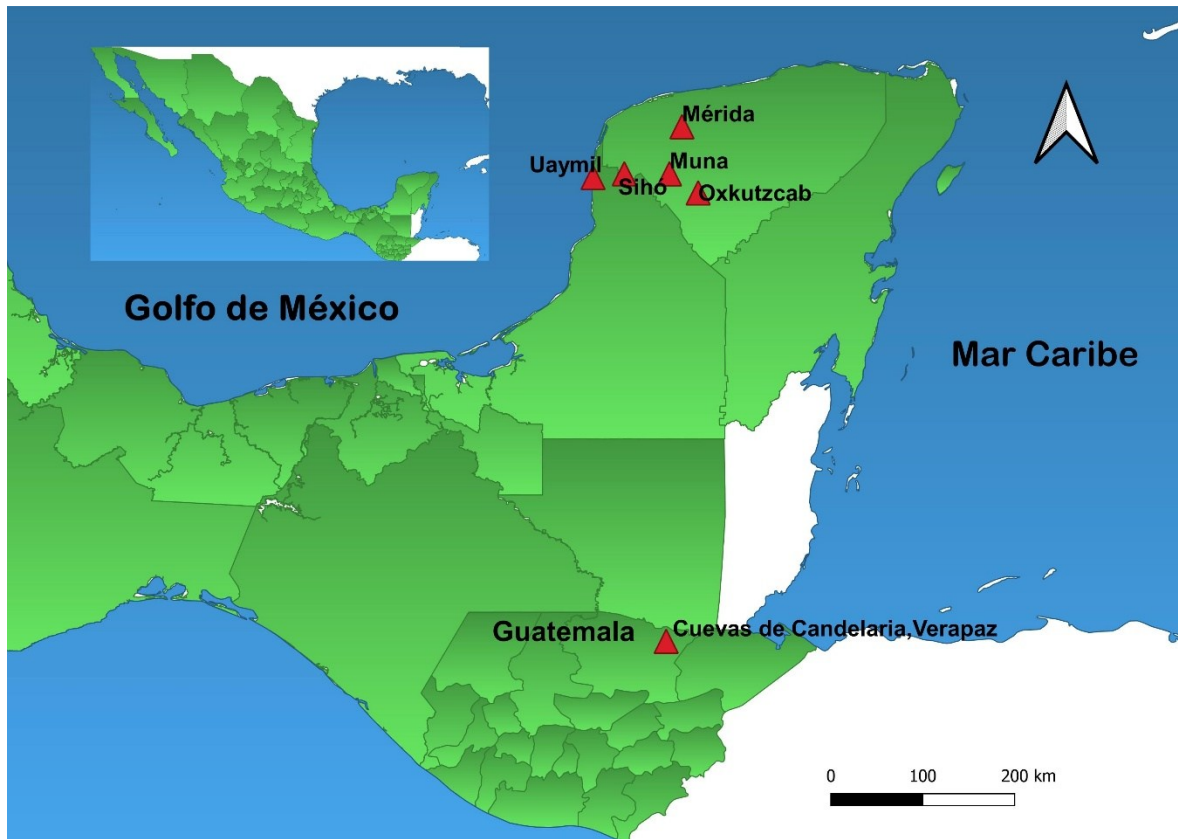 Mérida
Uaymil
Muna
Siho
Oxkutzcab
Golfo de México
Mar Caribe
Guatemala
Cuevas de Candelaria,Verapaz
0 100 200 km